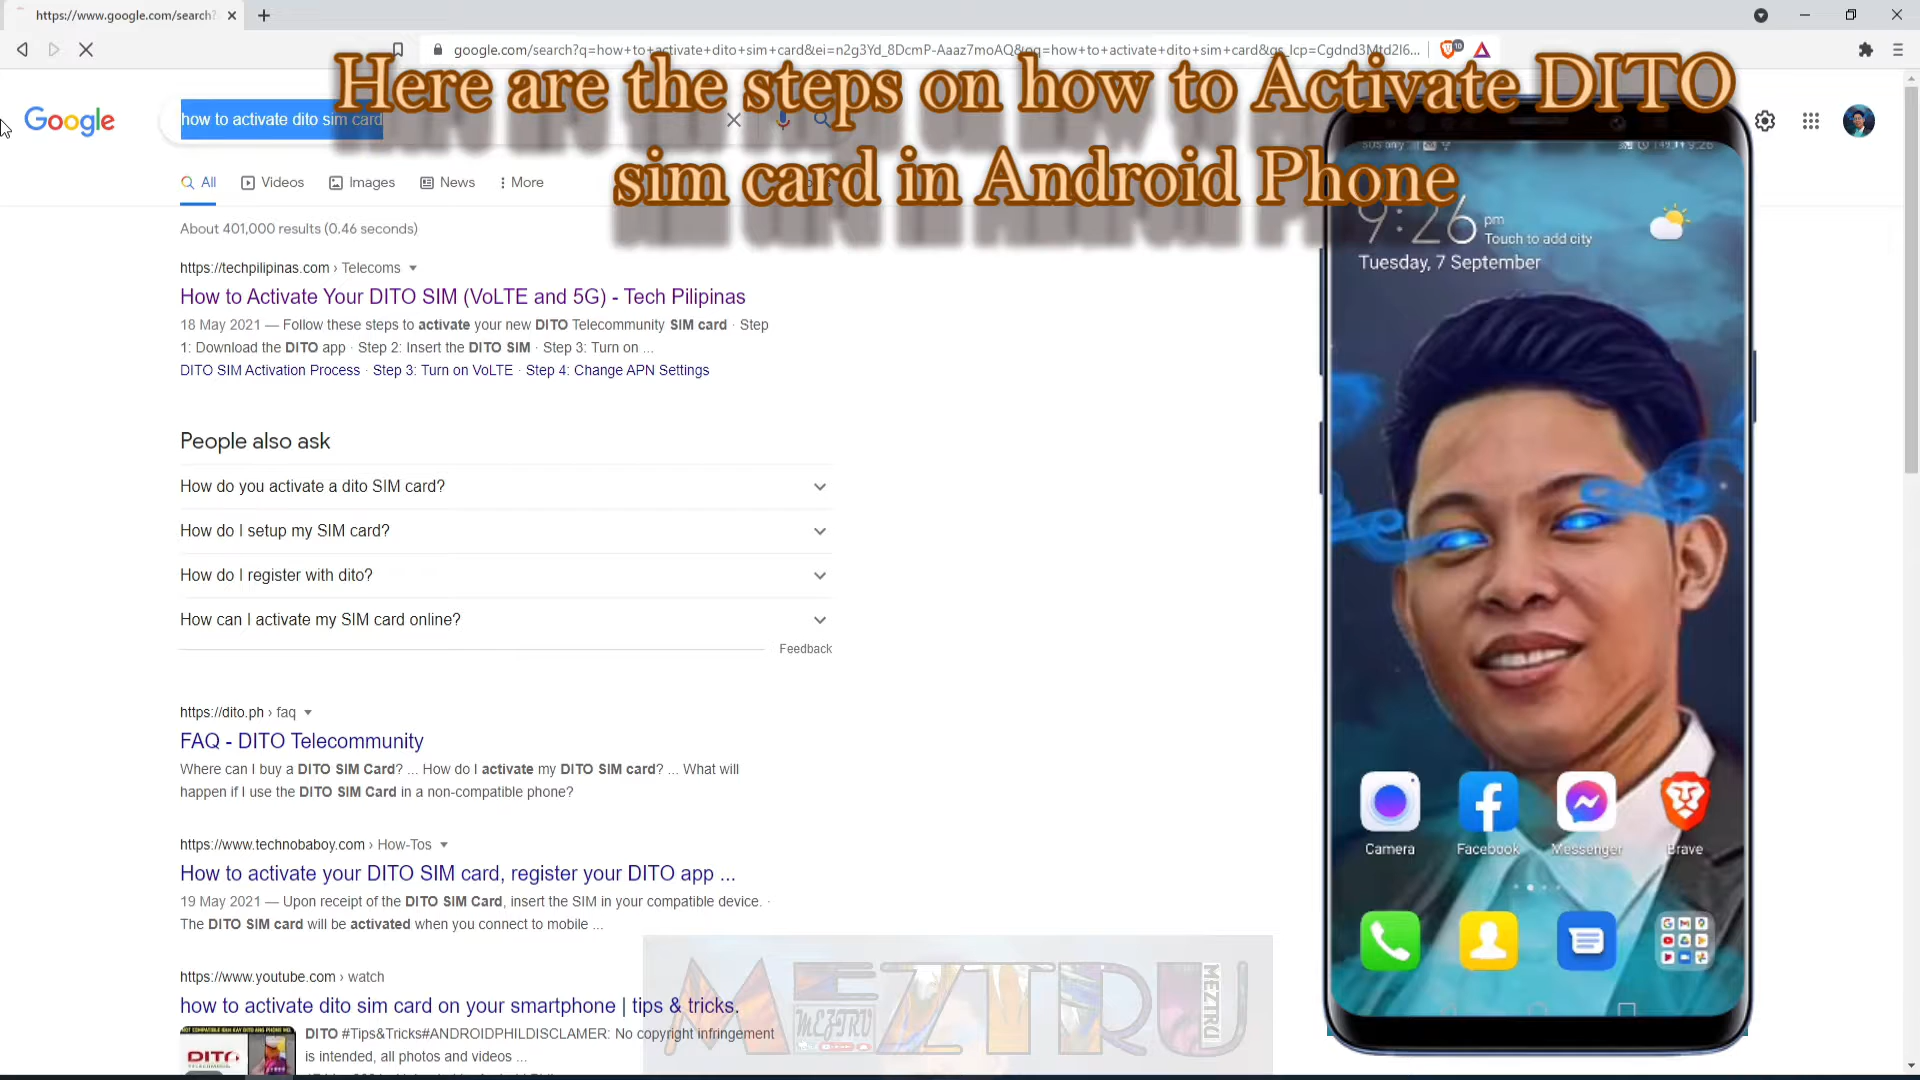 https://www.google.com/search?
google.com/search?q=how+to+activate+dito+sim+card&ei=n2g3Yd_8DcmP-Aaaz7moAQ&oq=how+to+activate+dito+sim+card&gs_lcp=Cgdnd3Mtd2l6...
10
Here are the steps on how to Activate DITO
sim card in Android Phone
Google
how to activate dito sim card
All
Videos
Images
News
More
About 401,000 results (0.46 seconds)
https://techpilipinas.com › Telecoms
How to Activate Your DITO SIM (VoLTE and 5G) - Tech Pilipinas
18 May 2021 — Follow these steps to activate your new DITO Telecommunity SIM card · Step
1: Download the DITO app · Step 2: Insert the DITO SIM · Step 3: Turn on ...
DITO SIM Activation Process · Step 3: Turn on VoLTE · Step 4: Change APN Settings
People also ask
How do you activate a dito SIM card?
How do I setup my SIM card?
How do I register with dito?
How can I activate my SIM card online?
Feedback
https://dito.ph › faq
FAQ - DITO Telecommunity
Where can I buy a DITO SIM Card? ... How do I activate my DITO SIM card? ... What will
happen if I use the DITO SIM Card in a non-compatible phone?
https://www.technobaboy.com › How-Tos
How to activate your DITO SIM card, register your DITO app ...
19 May 2021 — Upon receipt of the DITO SIM Card, insert the SIM in your compatible device. ·
The DITO SIM card will be activated when you connect to mobile ...
https://www.youtube.com › watch
how to activate dito sim card on your smartphone | tips & tricks.
DITO #Tips&Tricks#ANDROIDPHILDISCLAMER: No copyright infringement
is intended, all photos and videos ...
DITO
MEZTRU
MEZTRU
MEZTRU
9:26 pm
Touch to add city
Tuesday, 7 September
Camera
Facebook
Messenger
Brave